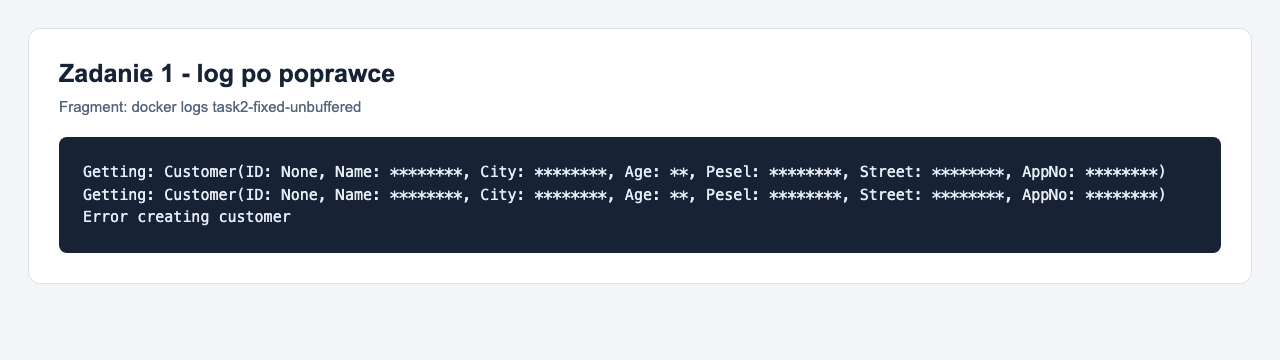 Zadanie 1 - log po poprawce
Fragment: docker logs task2-fixed-unbuffered
Getting: Customer(ID: None, Name: ********, City: ********, Age: **, Pesel: ********, Street: ********, AppNo: ********)
Getting: Customer(ID: None, Name: ********, City: ********, Age: **, Pesel: ********, Street: ********, AppNo: ********)
Error creating customer